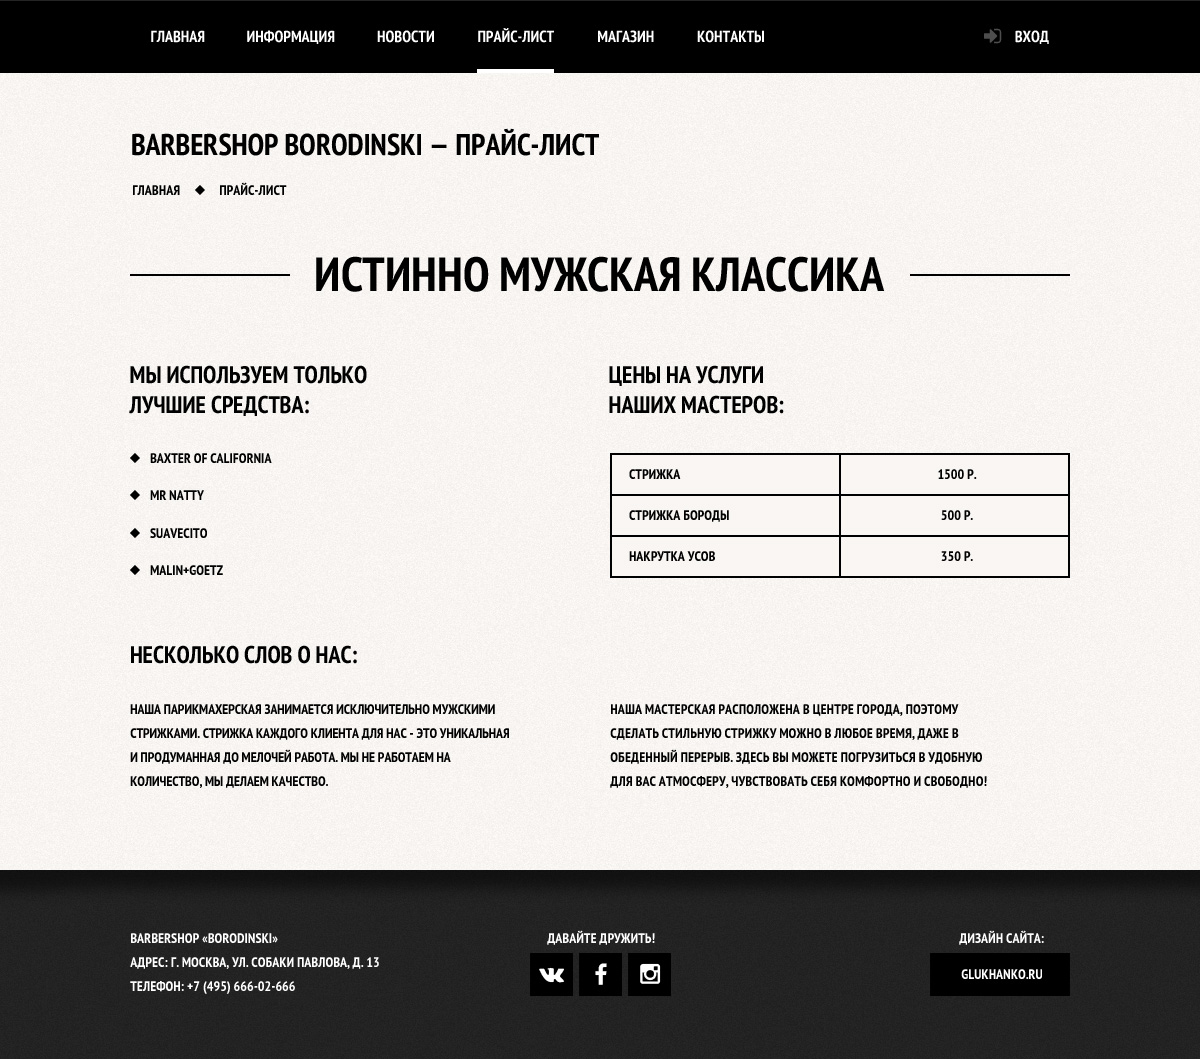 ГЛАВНАЯ ИНФОРМАЦИЯ НОВОСТИ ПРАЙС-ЛИСТ МАГАЗИН КОНТАКТЫ ВХОД
BARBERSHOP BORODINSKI — ПРАЙС-ЛИСТ
ГЛАВНАЯ ◆ ПРАЙС-ЛИСТ
ИСТИННО МУЖСКАЯ КЛАССИКА
МЫ ИСПОЛЬЗУЕМ ТОЛЬКО
ЛУЧШИЕ СРЕДСТВА:
◆ BAXTER OF CALIFORNIA
◆ MR NATTY
◆ SUAVECITO
◆ MALIN+GOETZ
ЦЕНЫ НА УСЛУГИ
НАШИХ МАСТЕРОВ:
СТРИЖКА 1500 Р.
СТРИЖКА БОРОДЫ 500 Р.
НАКРУТКА УСОВ 350 Р.
НЕСКОЛЬКО СЛОВ О НАС:
НАША ПАРИКМАХЕРСКАЯ ЗАНИМАЕТСЯ ИСКЛЮЧИТЕЛЬНО МУЖСКИМИ
СТРИЖКАМИ. СТРИЖКА КАЖДОГО КЛИЕНТА ДЛЯ НАС - ЭТО УНИКАЛЬНАЯ
И ПРОДУМАННАЯ ДО МЕЛОЧЕЙ РАБОТА. МЫ НЕ РАБОТАЕМ НА
КОЛИЧЕСТВО, МЫ ДЕЛАЕМ КАЧЕСТВО.
НАША МАСТЕРСКАЯ РАСПОЛОЖЕНА В ЦЕНТРЕ ГОРОДА, ПОЭТОМУ
СДЕЛАТЬ СТИЛЬНУЮ СТРИЖКУ МОЖНО В ЛЮБОЕ ВРЕМЯ, ДАЖЕ В
ОБЕДЕННЫЙ ПЕРЕРЫВ. ЗДЕСЬ ВЫ МОЖЕТЕ ПОГРУЗИТЬСЯ В УДОБНУЮ
ДЛЯ ВАС АТМОСФЕРУ, ЧУВСТВОВАТЬ СЕБЯ КОМФОРТНО И СВОБОДНО!
BARBERSHOP «BORODINSKI»
АДРЕС: Г. МОСКВА, УЛ. СОБАКИ ПАВЛОВА, Д. 13
ТЕЛЕФОН: +7 (495) 666-02-666
ДАВАЙТЕ ДРУЖИТЬ!
ДИЗАЙН САЙТА:
GLUKHANKO.RU